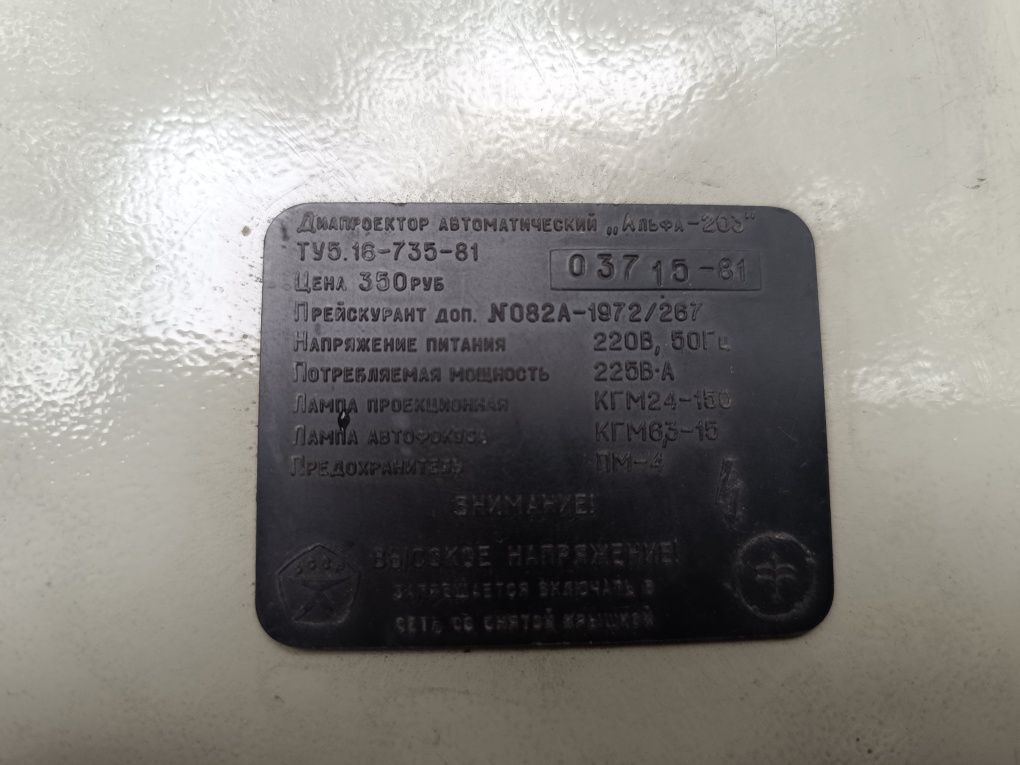 Диапроектор автоматический „Альфа-203"
ТУ5.16-735-81
03715-81
Цена 350руб
Прейскурант доп. №082А-1972/267
Напряжение питания 220В, 50Гц
Потребляемая мощность 225В·А
Лампа проекционная КГМ24-150
Лампа автофокуса КГМ6,3-15
Предохранитель ПМ-4
ВНИМАНИЕ!
ВЫСОКОЕ НАПРЯЖЕНИЕ!
ЗАПРЕЩАЕТСЯ ВКЛЮЧАТЬ В
СЕТЬ СО СНЯТОЙ КРЫШКОЙ